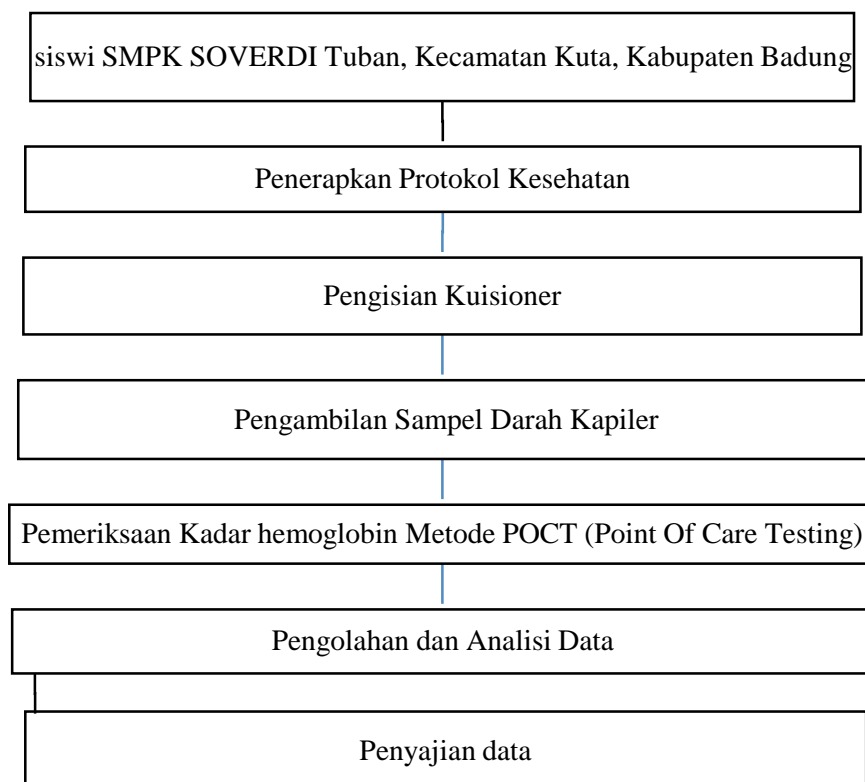 siswi SMPK SOVERDI Tuban, Kecamatan Kuta, Kabupaten Badung
Penerapkan Protokol Kesehatan
Pengisian Kuisioner
Pengambilan Sampel Darah Kapiler
Pemeriksaan Kadar hemoglobin Metode POCT (Point Of Care Testing)
Pengolahan dan Analisi Data
Penyajian data